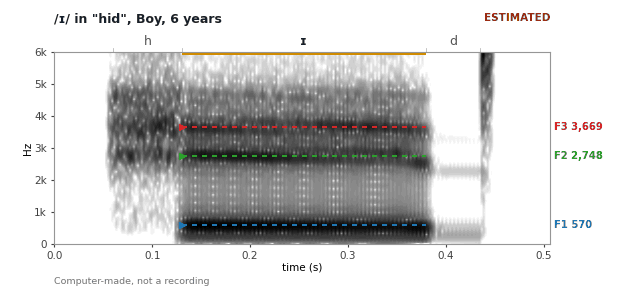 /ɪ/ in "hid", Boy, 6 years
ESTIMATED
h ɪ d
6k
5k
4k
3k
2k
1k
0
Hz
F3 3,669
F2 2,748
F1 570
0.0 0.1 0.2 0.3 0.4 0.5
time (s)
Computer-made, not a recording